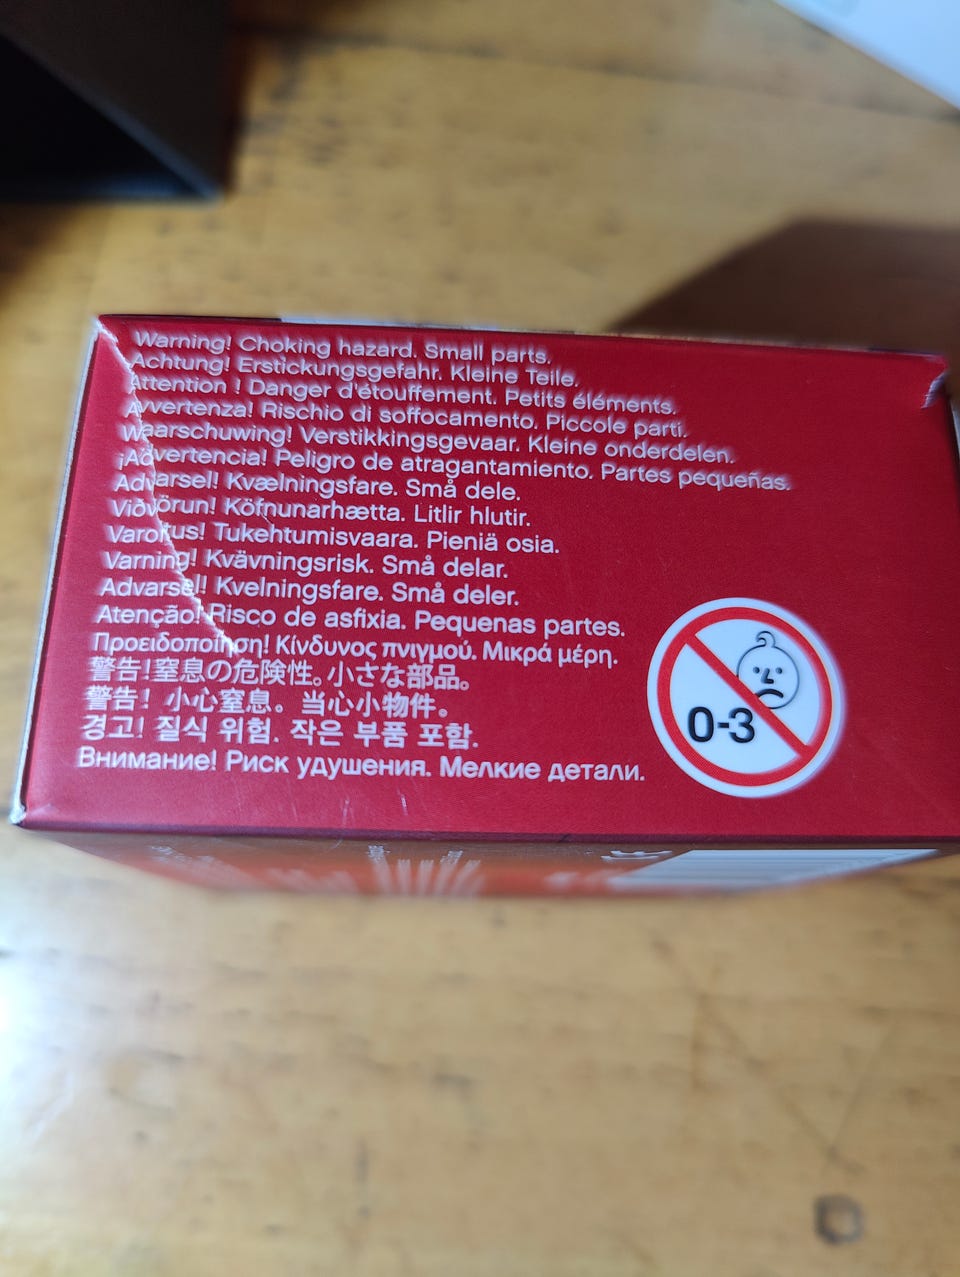 Warning! Choking hazard. Small parts.
Achtung! Erstickungsgefahr. Kleine Teile.
Attention ! Danger d'étouffement. Petits éléments.
Avvertenza! Rischio di soffocamento. Piccole parti.
Waarschuwing! Verstikkingsgevaar. Kleine onderdelen.
¡Advertencia! Peligro de atragantamiento. Partes pequeñas.
Advarsel! Kvælningsfare. Små dele.
Viðvörun! Köfnunarhætta. Litlir hlutir.
Varoitus! Tukehtumisvaara. Pieniä osia.
Varning! Kvävningsrisk. Små delar.
Advarsel! Kvelningsfare. Små deler.
Atenção! Risco de asfixia. Pequenas partes.
Προειδοποίηση! Κίνδυνος πνιγμού. Μικρά μέρη.
警告!窒息の危険性。小さな部品。
警告! 小心窒息。当心小物件。
경고! 질식 위험. 작은 부품 포함.
Внимание! Риск удушения. Мелкие детали.
0-3